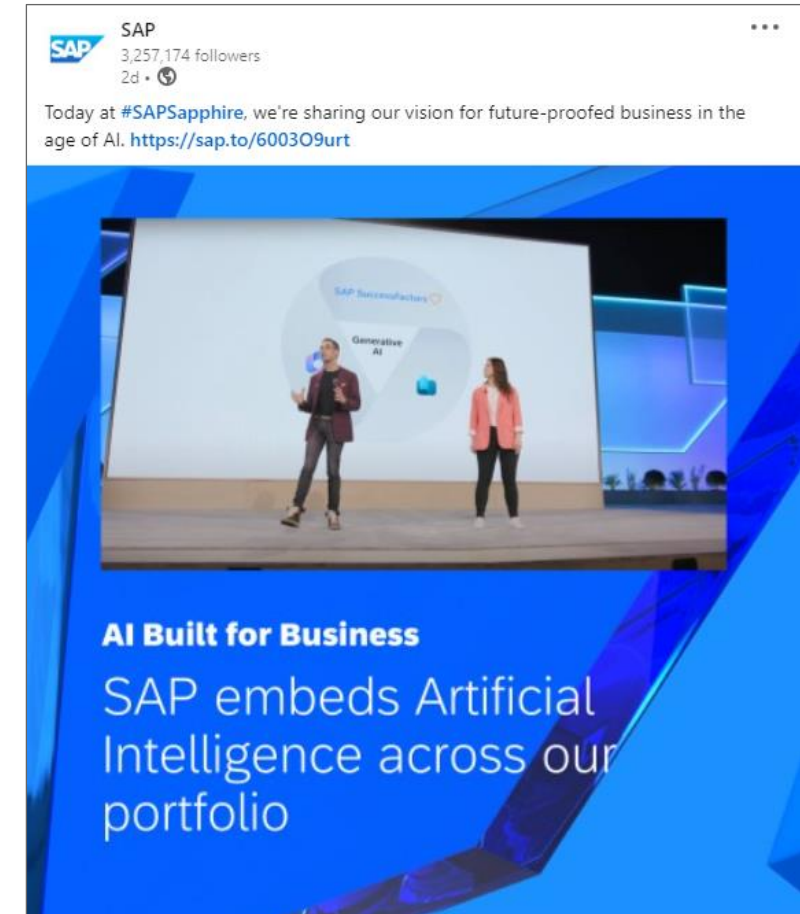 SAP
SAP
3,257,174 followers
2d •
Today at #SAPSapphire, we're sharing our vision for future-proofed business in the
age of AI. https://sap.to/6003O9urt
SAP SuccessFactors
Generative
AI
AI Built for Business
SAP embeds Artificial
Intelligence across our
portfolio